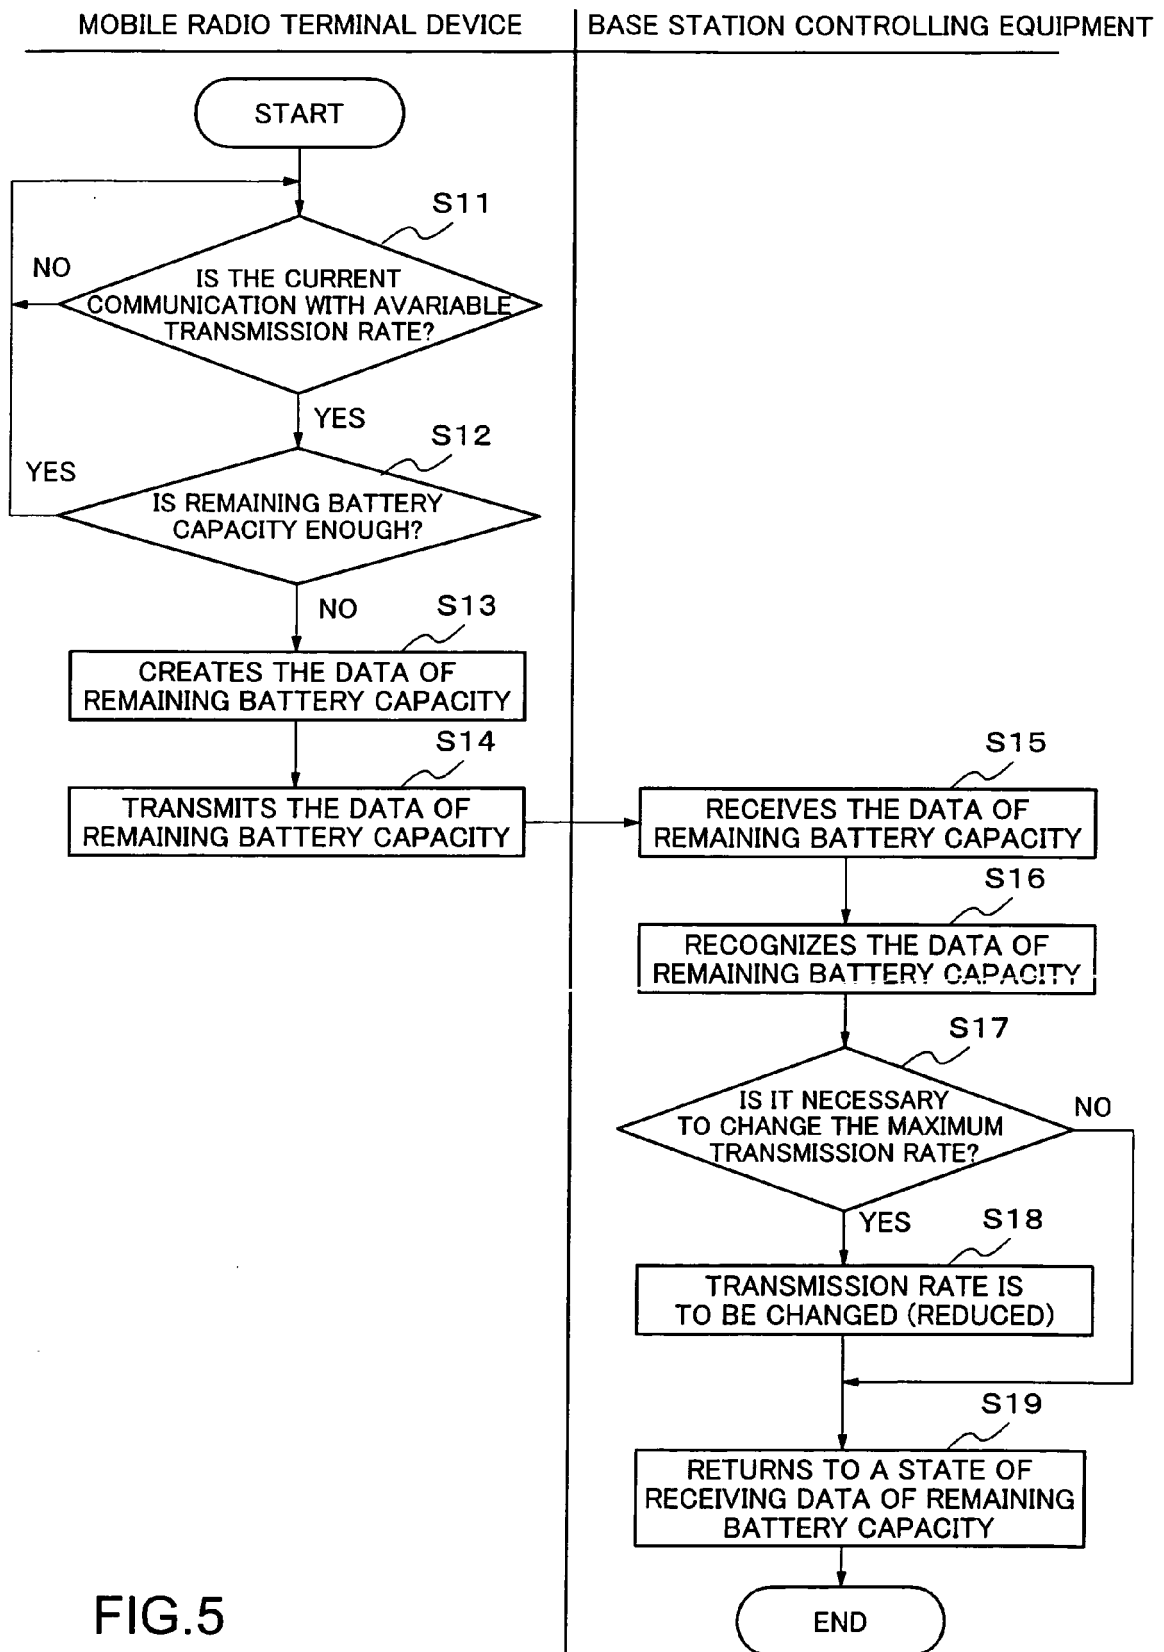 MOBILE RADIO TERMINAL DEVICE
BASE STATION CONTROLLING EQUIPMENT
START
S11
NO
IS THE CURRENT
COMMUNICATION WITH AVARIABLE
TRANSMISSION RATE?
YES
S12
YES
IS REMAINING BATTERY
CAPACITY ENOUGH?
NO
S13
CREATES THE DATA OF
REMAINING BATTERY CAPACITY
S14
TRANSMITS THE DATA OF
REMAINING BATTERY CAPACITY
S15
RECEIVES THE DATA OF
REMAINING BATTERY CAPACITY
S16
RECOGNIZES THE DATA OF
REMAINING BATTERY CAPACITY
S17
IS IT NECESSARY
TO CHANGE THE MAXIMUM
TRANSMISSION RATE?
NO
YES
S18
TRANSMISSION RATE IS
TO BE CHANGED (REDUCED)
S19
RETURNS TO A STATE OF
RECEIVING DATA OF REMAINING
BATTERY CAPACITY
END
FIG.5